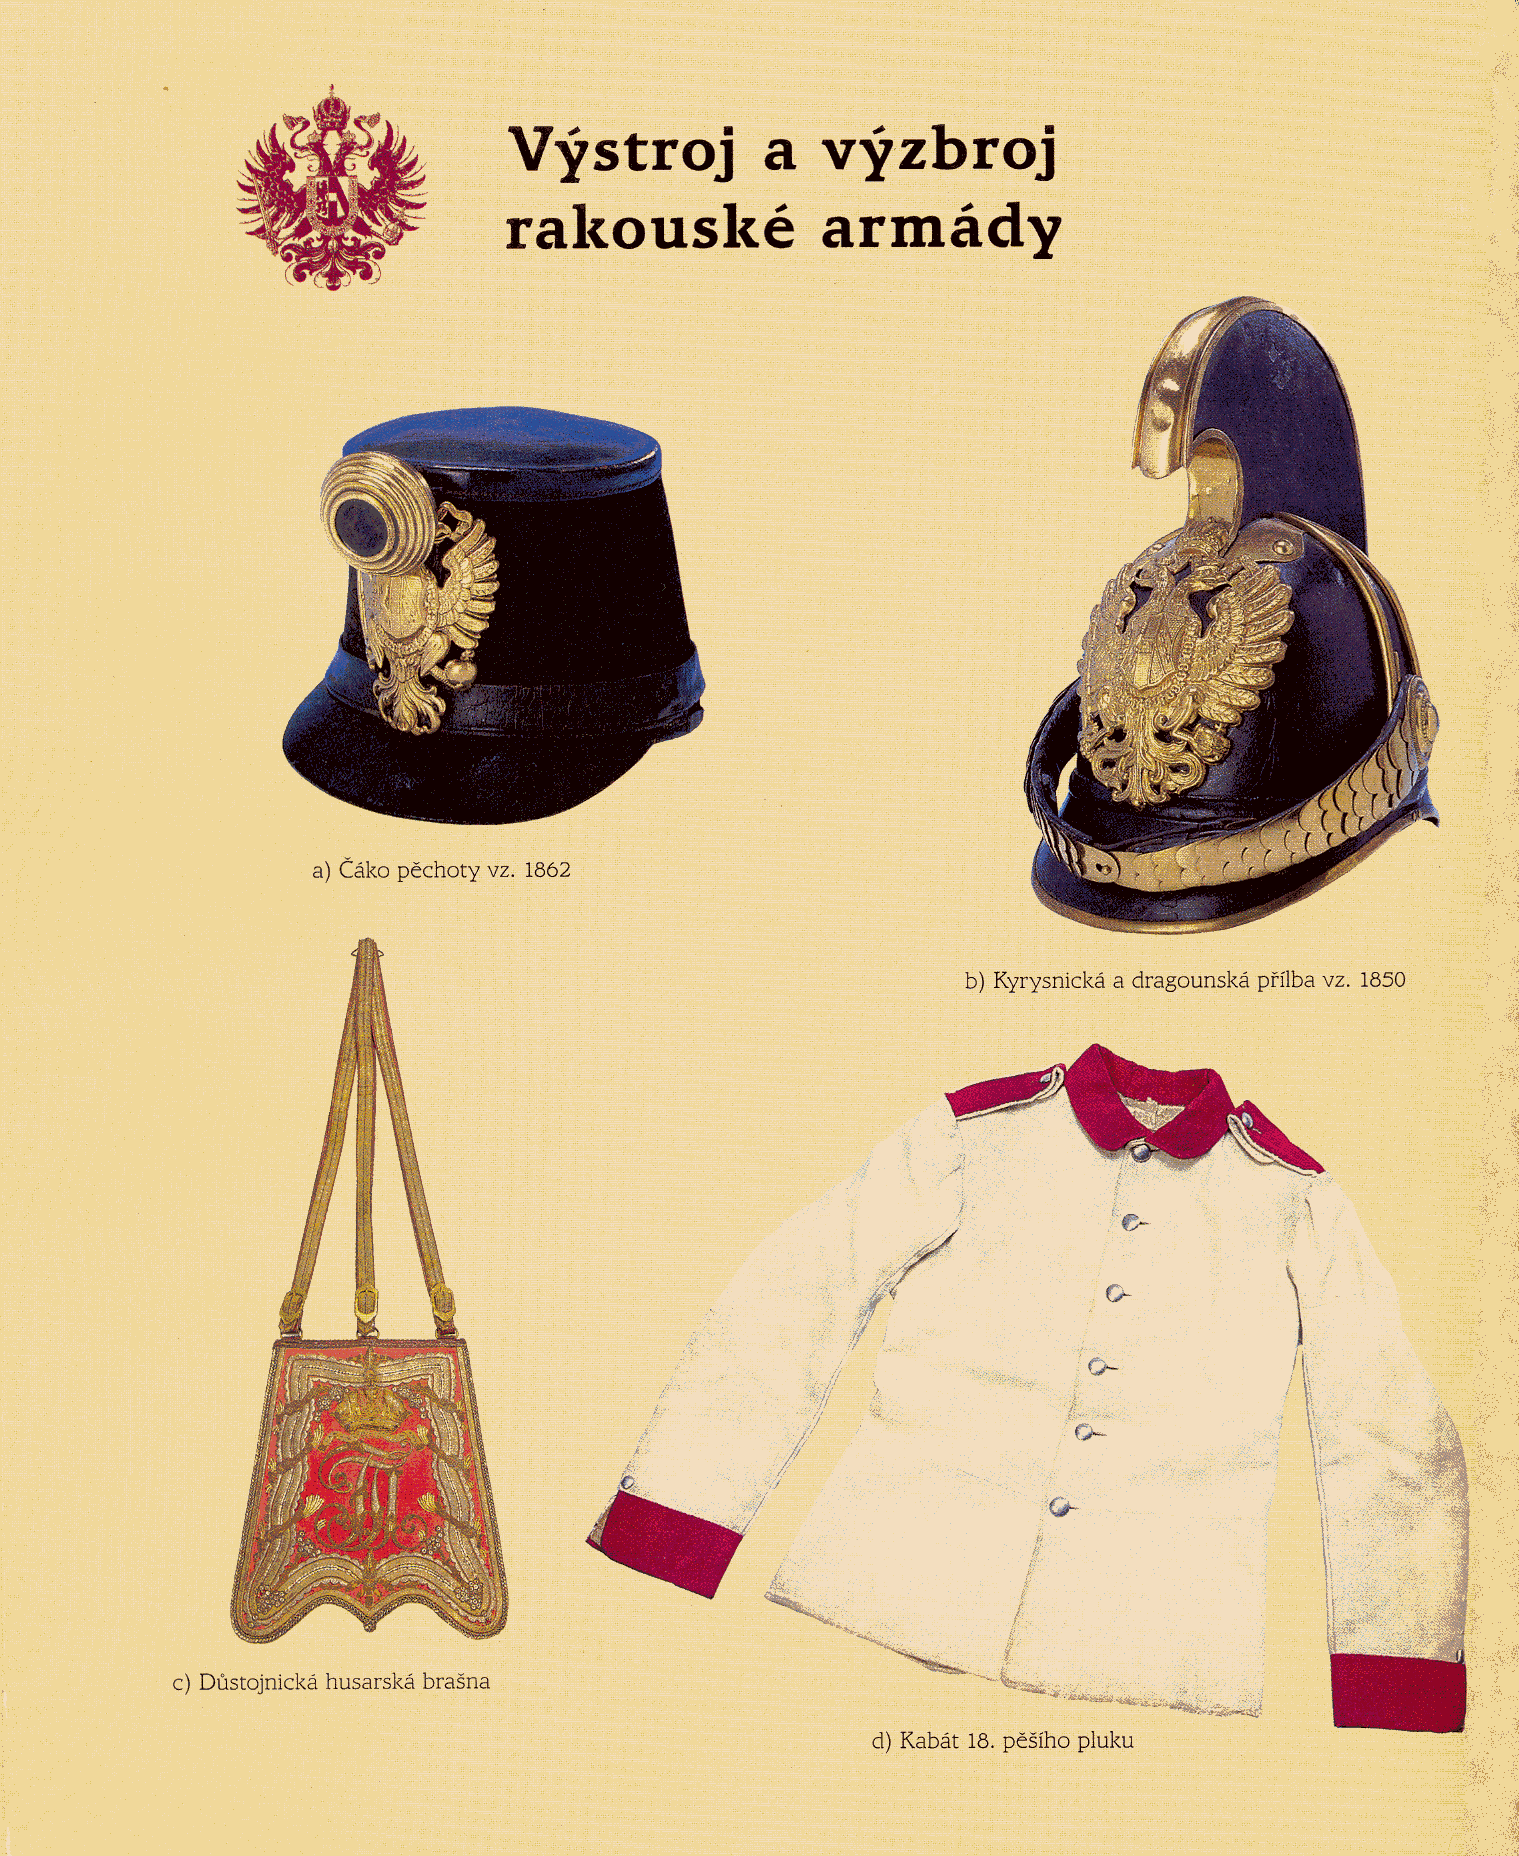 Výstroj a výzbroj
rakouské armády
a) Čáko pěchoty vz. 1862
b) Kyrysnická a dragounská přílba vz. 1850
c) Důstojnická husarská brašna
d) Kabát 18. pěšího pluku